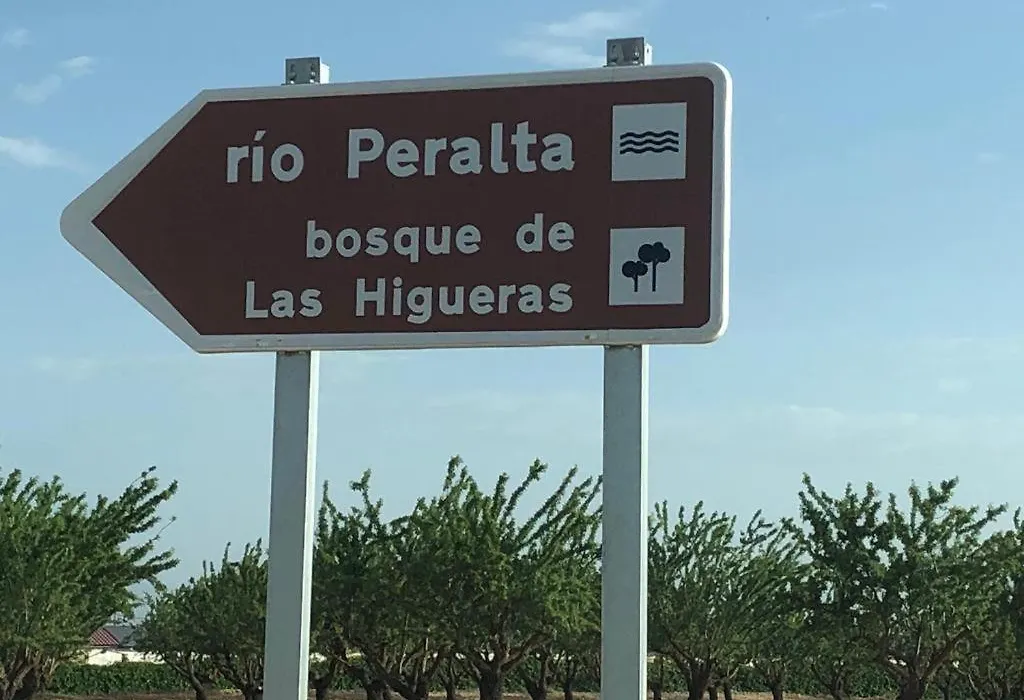 río Peralta
bosque de
Las Higueras